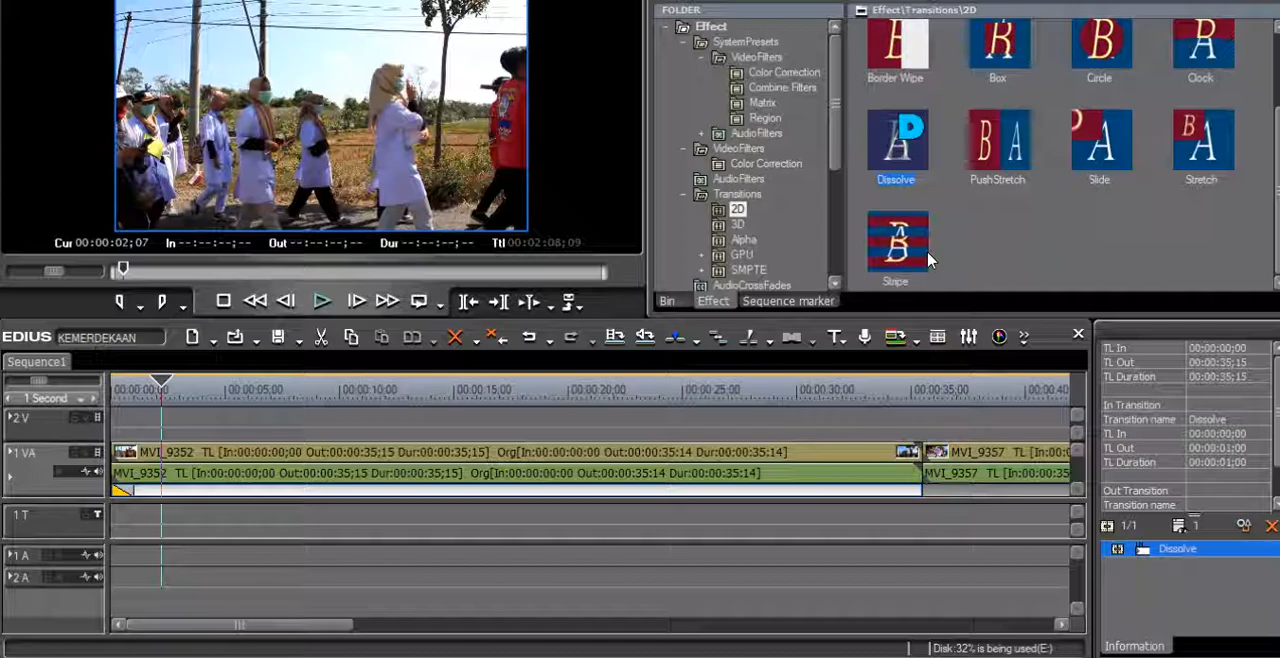 FOLDER
Effect
SystemPresets
VideoFilters
Color Correction
Combine Filters
Matrix
Region
AudioFilters
VideoFilters
Color Correction
AudioFilters
Transitions
2D
3D
Alpha
GPU
SMPTE
AudioCrossFades
Effect\Transitions\2D
Border Wipe
Box
Circle
Clock
Dissolve
PushStretch
Slide
Stretch
Stripe
Cur 00:00:02;07 In --:--:--;-- Out --:--:--;-- Dur --:--:--;-- Ttl 00:02:08;09
Bin Effect Sequence marker
EDIUS KEMERDEKAAN
Sequence1
1 Second
00:00:00;00 00:00:05;00 00:00:10;00 00:00:15;00 00:00:20;00 00:00:25;00 00:00:30;00 00:00:35;00 00:00:40
2 V
1 VA
MVI_9352 TL [In:00:00:00;00 Out:00:35;15 Dur:00:35;15] Org[In:00:00:00 Out:00:35:14 Dur:00:35:14]
MVI_9357 TL [In:00:0
MVI_9352 TL [In:00:00:00;00 Out:00:35;15 Dur:00:35;15] Org[In:00:00:00 Out:00:35:14 Dur:00:35:14]
MVI_9357 TL [In:00:00:35
1 T
1 A
2 A
TL In 00:00:00;00
TL Out 00:00:35;15
TL Duration 00:00:35;15
In Transition
Transition name Dissolve
TL In 00:00:00;00
TL Out 00:00:01;00
TL Duration 00:00:01;00
Out Transition
Transition name
1/1 1
Dissolve
Information
Disk:32% is being used(E:)